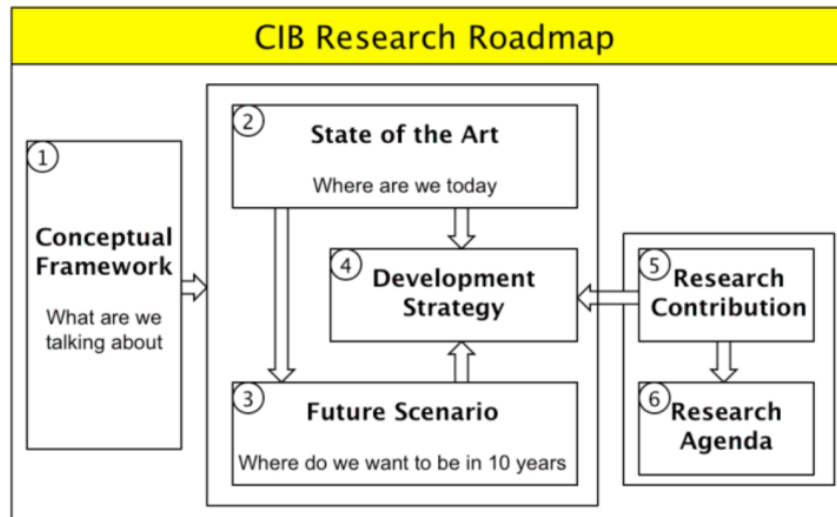 CIB Research Roadmap
1
Conceptual
Framework
What are we
talking about
2
State of the Art
Where are we today
3
Future Scenario
Where do we want to be in 10 years
4
Development
Strategy
5
Research
Contribution
6
Research
Agenda